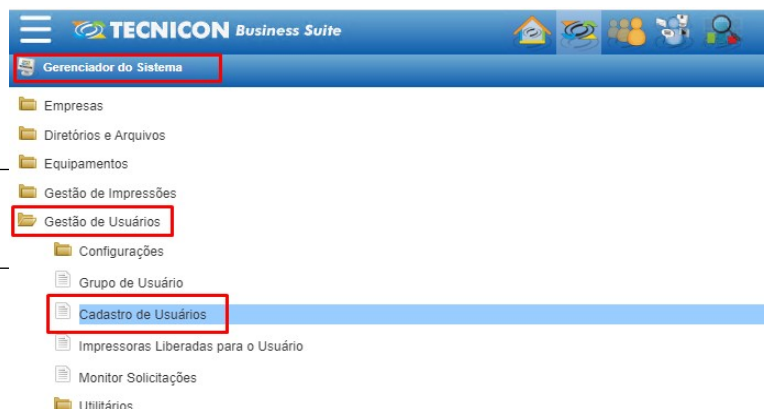 TECNICON Business Suite
Gerenciador do Sistema
Empresas
Diretórios e Arquivos
Equipamentos
Gestão de Impressões
Gestão de Usuários
Configurações
Grupo de Usuário
Cadastro de Usuários
Impressoras Liberadas para o Usuário
Monitor Solicitações
Utilitários